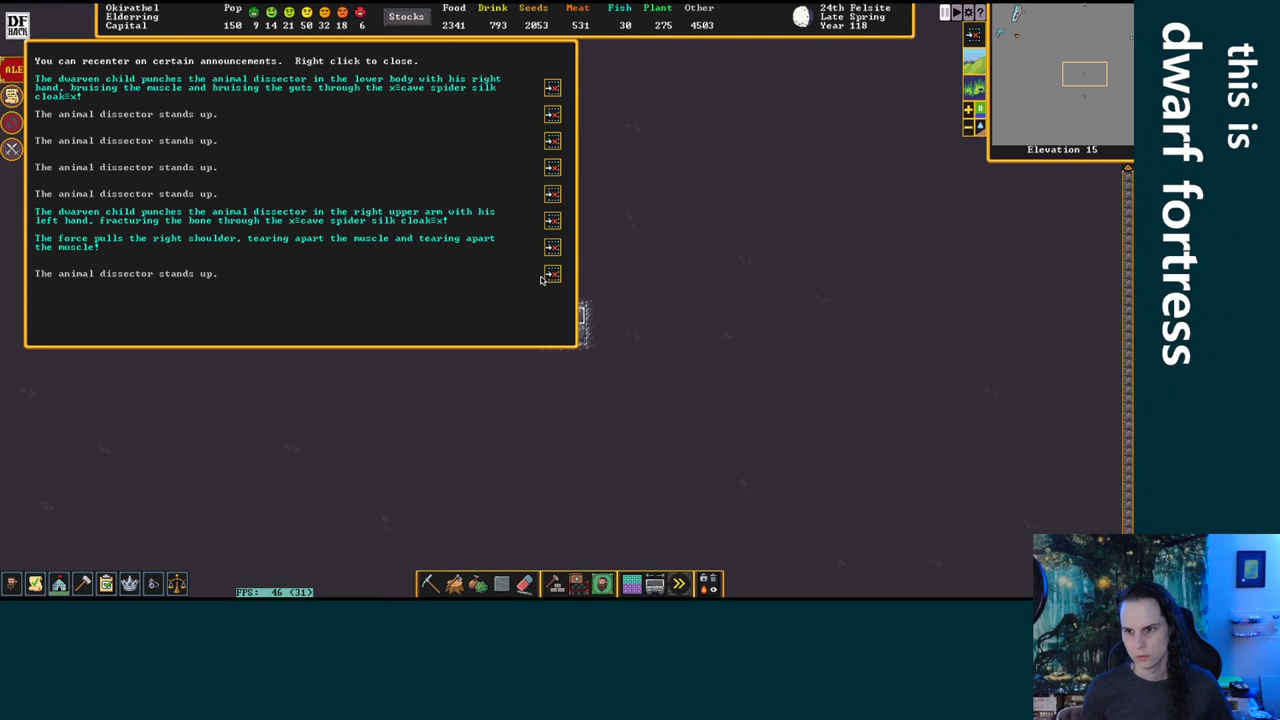 DF
HACK
Okirathel
Elderring
Capital
Pop
150 9 14 21 50 32 18 6
Stocks
Food Drink Seeds Meat Fish Plant Other
2341 793 2053 531 30 275 4503
24th Felsite
Late Spring
Year 118
ALE
You can recenter on certain announcements. Right click to close.
The dwarven child punches the animal dissector in the lower body with his right
hand, bruising the muscle and bruising the guts through the x≡cave spider silk
cloak≡x!
The animal dissector stands up.
The animal dissector stands up.
The animal dissector stands up.
The animal dissector stands up.
The dwarven child punches the animal dissector in the right upper arm with his
left hand, fracturing the bone through the x≡cave spider silk cloak≡x!
The force pulls the right shoulder, tearing apart the muscle and tearing apart
the muscle!
The animal dissector stands up.
Elevation 15
FPS: 46 (31)
this is
dwarf fortress